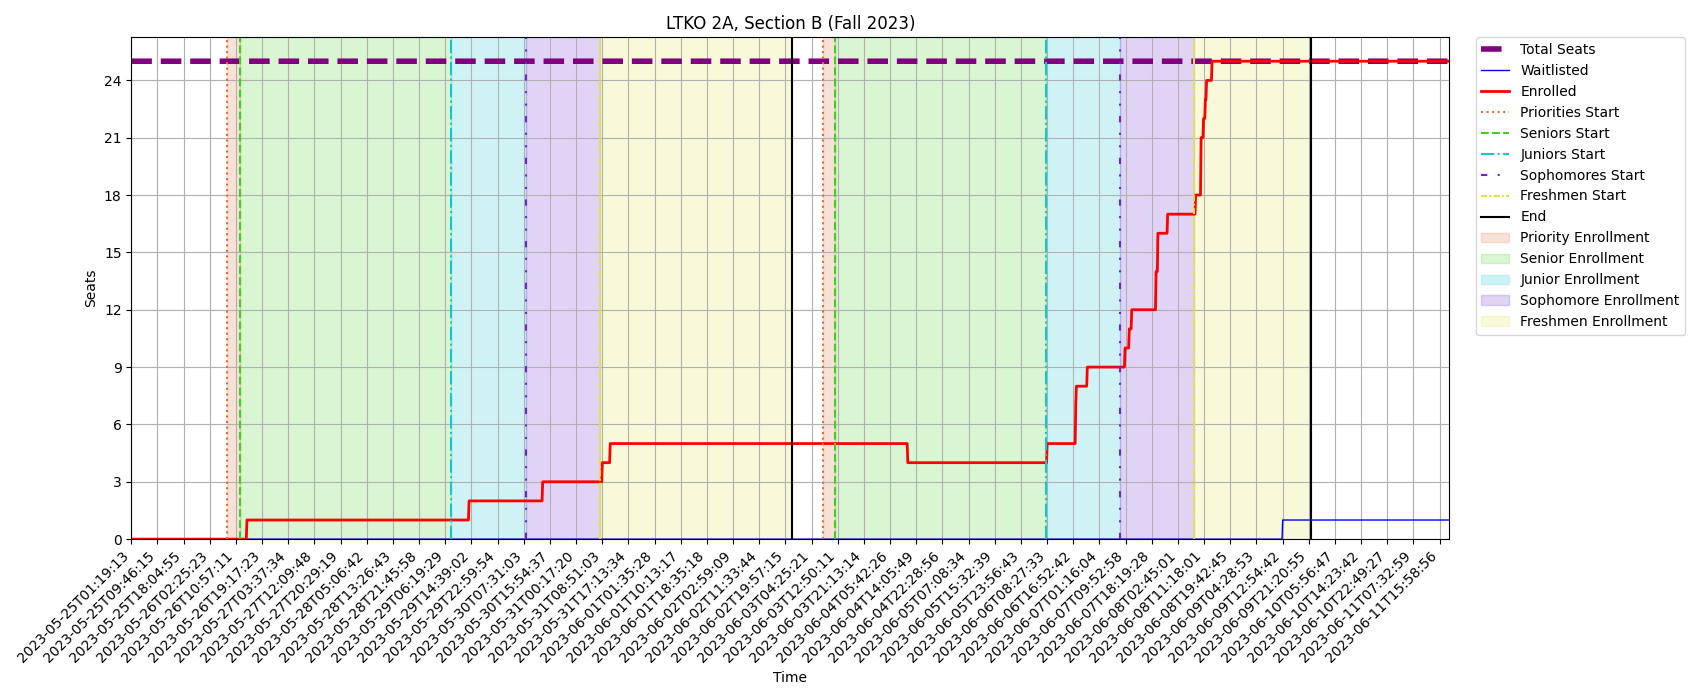 LTKO 2A, Section B (Fall 2023)
Total Seats
Waitlisted
Enrolled
Priorities Start
Seniors Start
Juniors Start
Sophomores Start
Freshmen Start
End
Priority Enrollment
Senior Enrollment
Junior Enrollment
Sophomore Enrollment
Freshmen Enrollment
Seats
24
21
18
15
12
9
6
3
0
2023-05-25T01:19:13
2023-05-25T09:46:15
2023-05-25T18:04:55
2023-05-26T02:25:23
2023-05-26T10:57:11
2023-05-26T19:17:23
2023-05-27T03:37:34
2023-05-27T12:09:48
2023-05-27T20:29:19
2023-05-28T05:06:42
2023-05-28T13:26:43
2023-05-28T21:45:58
2023-05-29T06:19:29
2023-05-29T14:39:02
2023-05-29T22:59:54
2023-05-30T07:31:03
2023-05-30T15:54:37
2023-05-31T00:17:20
2023-05-31T08:51:03
2023-05-31T17:13:34
2023-06-01T01:35:28
2023-06-01T10:13:17
2023-06-01T18:35:18
2023-06-02T02:59:09
2023-06-02T11:33:44
2023-06-02T19:57:15
2023-06-03T04:25:21
2023-06-03T12:50:11
2023-06-03T21:13:14
2023-06-04T05:42:26
2023-06-04T14:05:49
2023-06-04T22:28:56
2023-06-05T07:08:34
2023-06-05T15:32:39
2023-06-05T23:56:43
2023-06-06T08:27:33
2023-06-06T16:52:42
2023-06-07T01:16:04
2023-06-07T09:52:58
2023-06-07T18:19:28
2023-06-08T02:45:01
2023-06-08T11:18:01
2023-06-08T19:42:45
2023-06-09T04:28:53
2023-06-09T12:54:42
2023-06-09T21:20:55
2023-06-10T05:56:47
2023-06-10T14:23:42
2023-06-10T22:49:27
2023-06-11T07:32:59
2023-06-11T15:58:56
Time